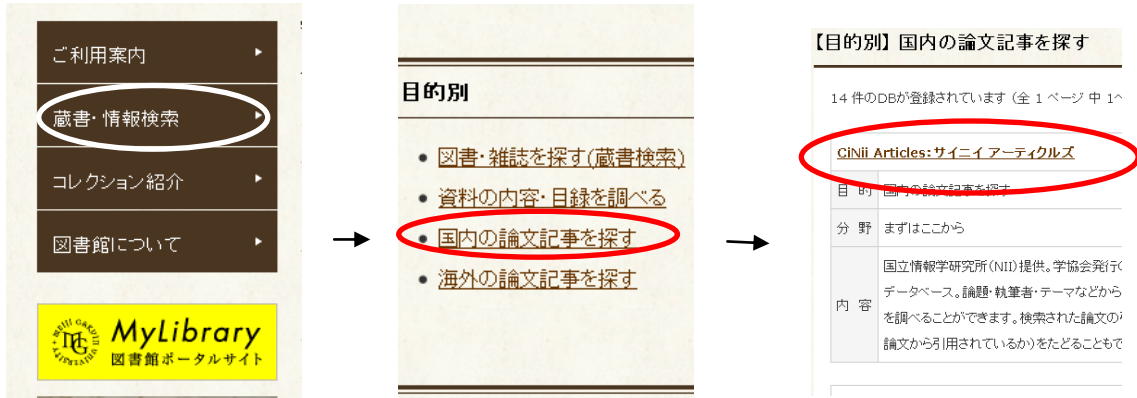 ご利用案内
蔵書・情報検索
コレクション紹介
図書館について
MyLibrary
図書館ポータルサイト
MEIJI GAKUIN
UNIVERSITY
MG
目的別
図書・雑誌を探す(蔵書検索)
資料の内容・目録を調べる
国内の論文記事を探す
海外の論文記事を探す
【目的別】国内の論文記事を探す
14 件のDBが登録されています (全 1 ページ 中 1ペ
CiNii Articles:サイニイ アーティクルズ
目 的 国内の論文記事を探す
分 野 まずはここから
内 容 国立情報学研究所(NII)提供。学協会発行
データベース。論題・執筆者・テーマなどから
を調べることができます。検索された論文の
論文から引用されているか)をたどることもで